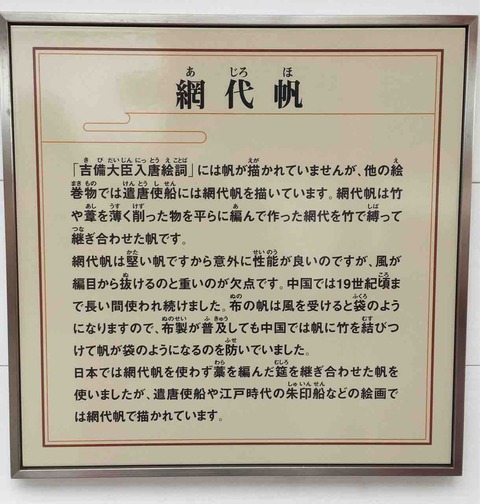 網代帆
「吉備大臣入唐絵詞」には帆が描かれていませんが、他の絵
巻物では遣唐使船には網代帆を描いています。網代帆は竹
や葦を薄く削った物を平らに編んで作った網代を竹で縛って
継ぎ合わせた帆です。
網代帆は堅い帆ですから意外に性能が良いのですが、風が
編目から抜けるのと重いのが欠点です。中国では19世紀頃ま
で長い間使われ続けました。布の帆は風を受けると袋のよう
になりますので、布製が普及しても中国では帆に竹を結びつ
けて帆が袋のようになるのを防いでいました。
日本では網代帆を使わず藁を編んだ筵を継ぎ合わせた帆を
使いましたが、遣唐使船や江戸時代の朱印船などの絵画で
は網代帆で描かれています。